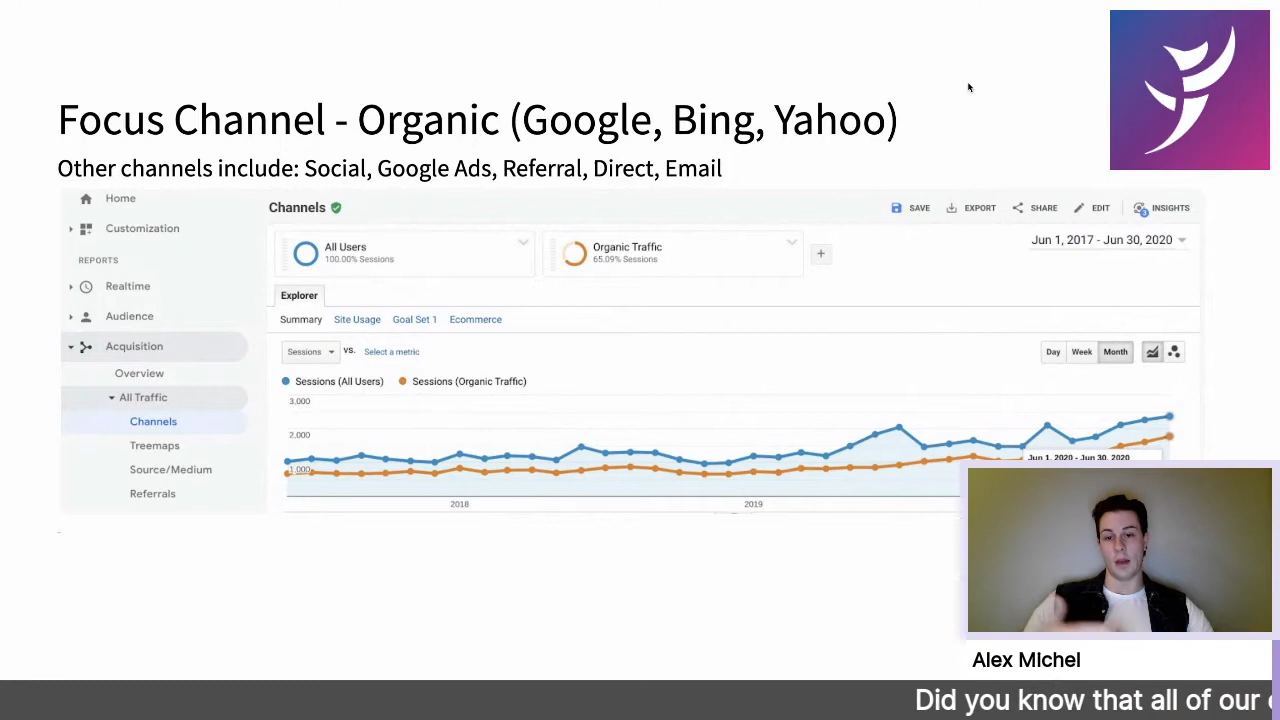 Focus Channel - Organic (Google, Bing, Yahoo)
Other channels include: Social, Google Ads, Referral, Direct, Email
Home
Customization
REPORTS
Realtime
Audience
Acquisition
Overview
All Traffic
Channels
Treemaps
Source/Medium
Referrals
Channels
SAVE
EXPORT
SHARE
EDIT
3
INSIGHTS
All Users
100.00% Sessions
Organic Traffic
65.09% Sessions
+
Jun 1, 2017 - Jun 30, 2020
Explorer
Summary
Site Usage
Goal Set 1
Ecommerce
Sessions
VS.
Select a metric
Day
Week
Month
Sessions (All Users)
Sessions (Organic Traffic)
3,000
2,000
1,000
Jun 1, 2020 - Jun 30, 2020
2018
2019
Alex Michel
Did you know that all of our